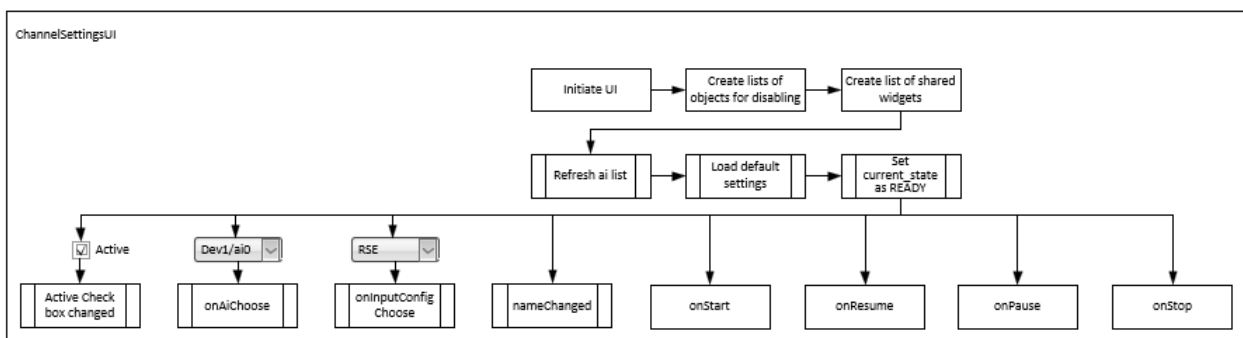 ChannelSettingsUI
Initiate UI
Create lists of
objects for disabling
Create list of shared
widgets
Refresh ai list
Load default
settings
Set
current_state
as READY
Active
Dev1/ai0
RSE
Active Check
box changed
onAiChoose
onInputConfig
Choose
nameChanged
onStart
onResume
onPause
onStop